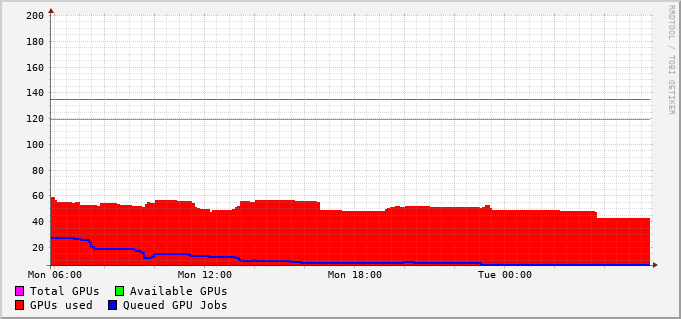 200
180
160
140
120
100
80
60
40
20
Mon 06:00 Mon 12:00 Mon 18:00 Tue 00:00
Total GPUs Available GPUs
GPUs used Queued GPU Jobs
RRDTOOL / TOBI OETIKER